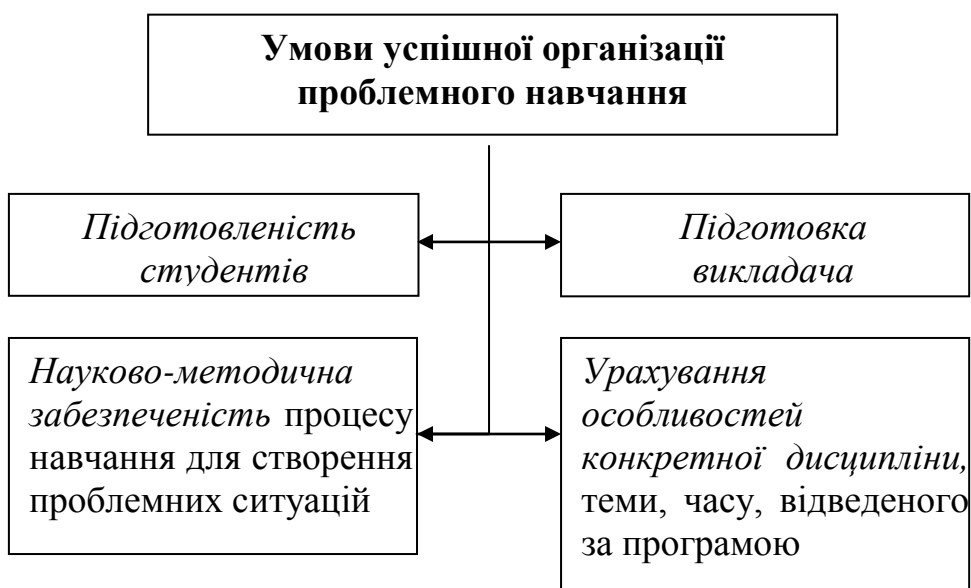 Умови успішної організації
проблемного навчання
Підготовленість
студентів
Підготовка
викладача
Науково-методична
забезпеченість процесу
навчання для створення
проблемних ситуацій
Урахування
особливостей
конкретної дисципліни,
теми, часу, відведеного
за програмою